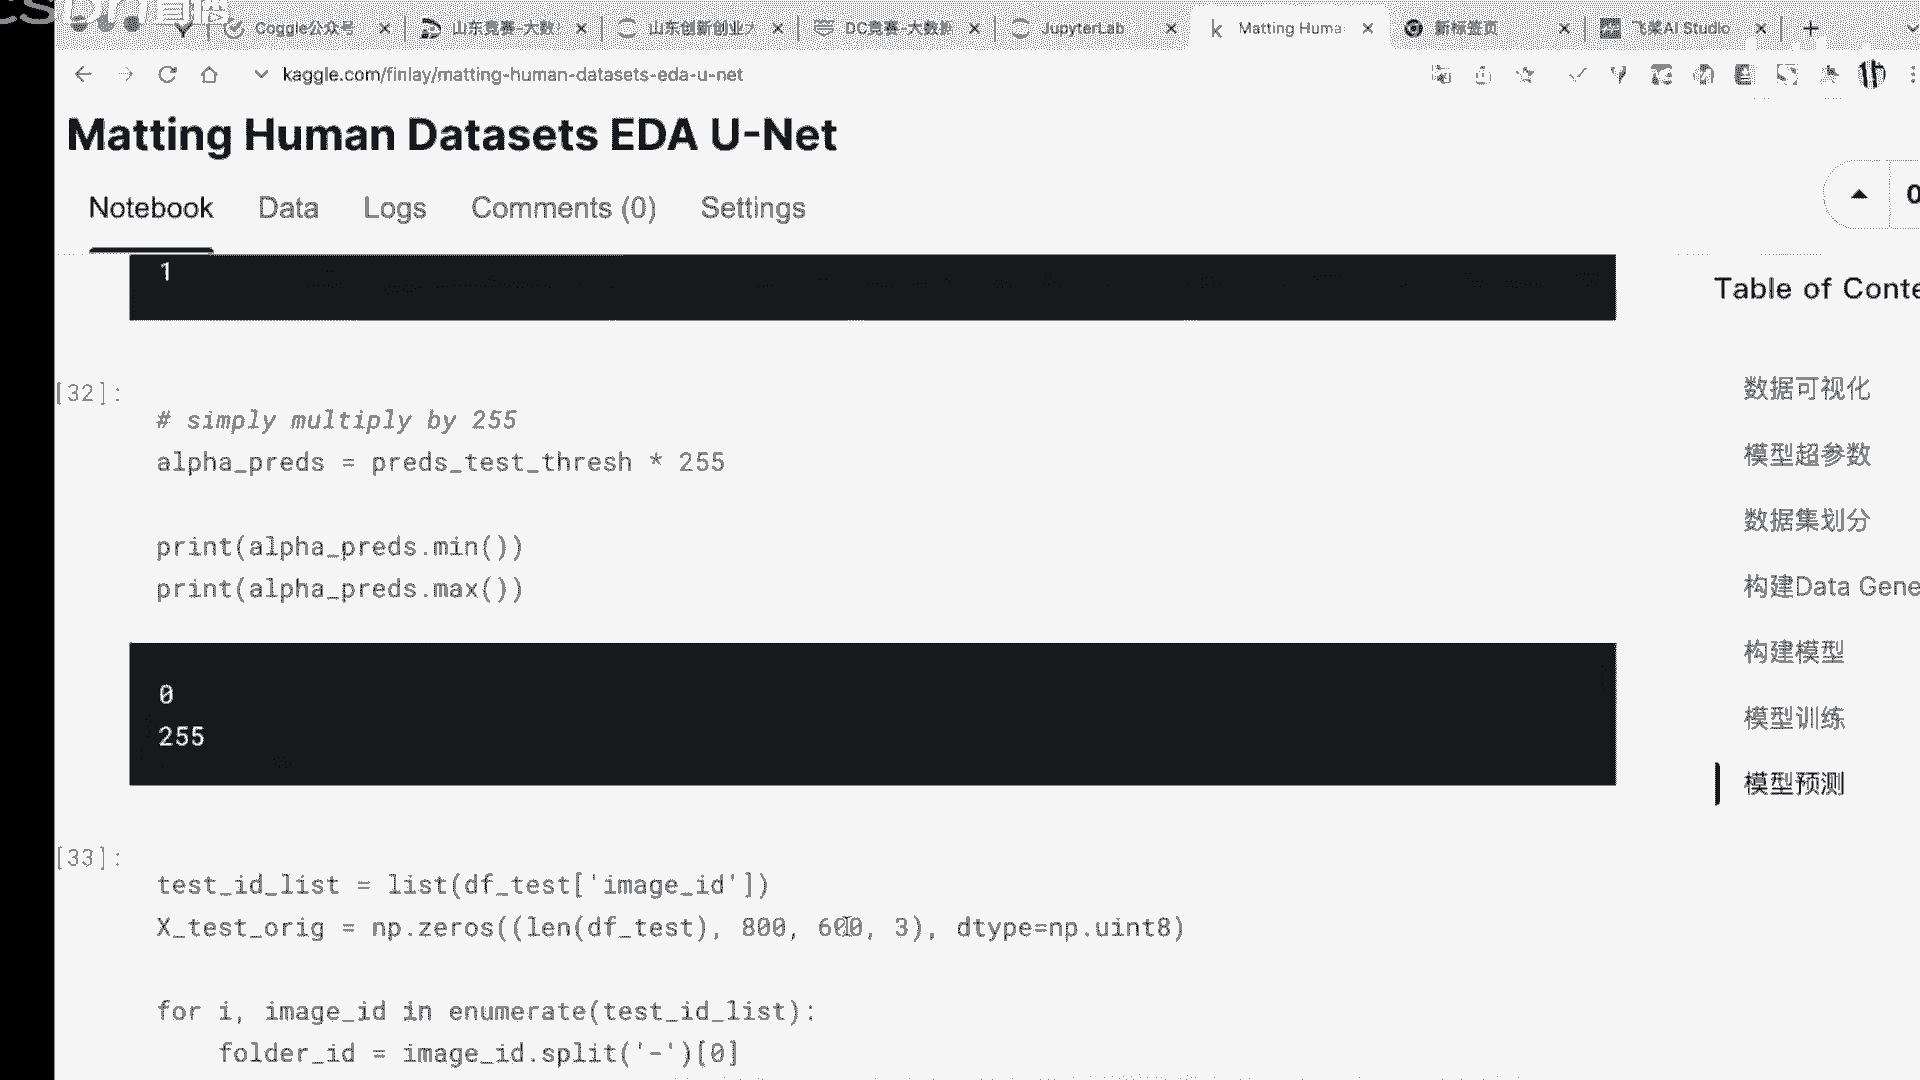 Coggle公众号
山东竞赛-大数
山东创新创业大
DC竞赛-大数据
JupyterLab
Matting Huma
新标签页
飞桨AI Studio
kaggle.com/finlay/matting-human-datasets-eda-u-net
Matting Human Datasets EDA U-Net
Notebook Data Logs Comments (0) Settings
0
1
Table of Conte
数据可视化
模型超参数
数据集划分
构建Data Gene
构建模型
模型训练
模型预测
[32]:
# simply multiply by 255
alpha_preds = preds_test_thresh * 255
print(alpha_preds.min())
print(alpha_preds.max())
0
255
[33]:
test_id_list = list(df_test['image_id'])
X_test_orig = np.zeros((len(df_test), 800, 600, 3), dtype=np.uint8)
for i, image_id in enumerate(test_id_list):
folder_id = image_id.split('-')[0]